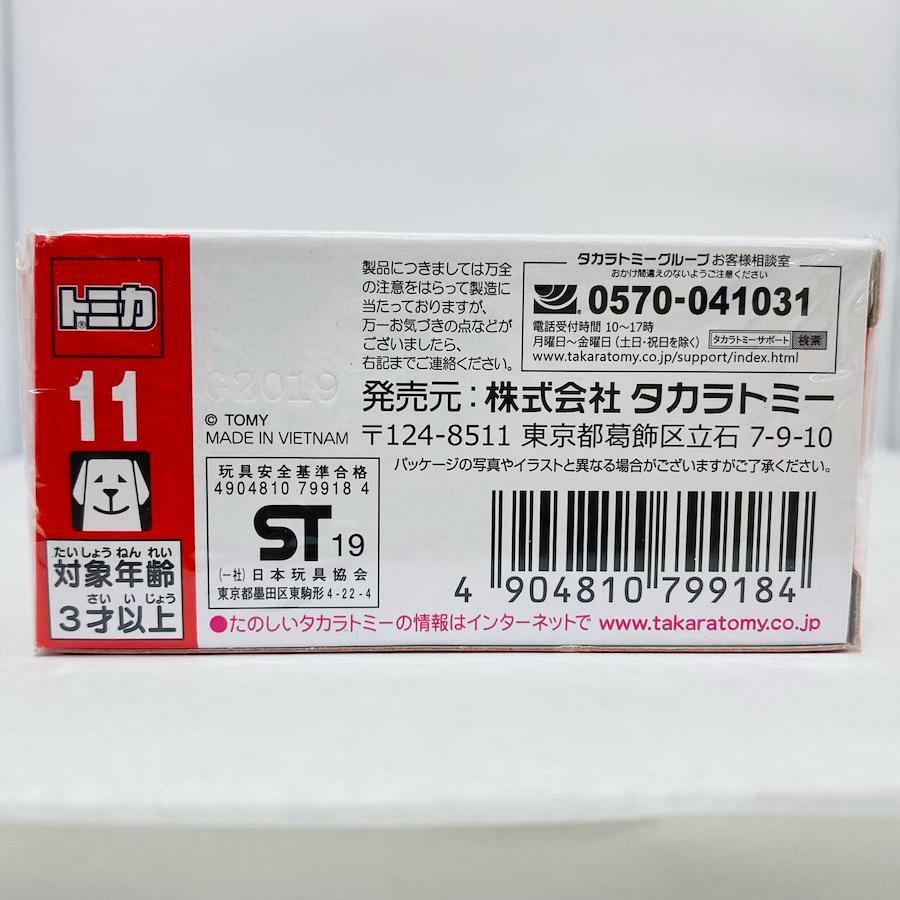 トミカ
®
11
たいしょうねんれい
対象年齢
さいいじょう
3才以上
G2019
© TOMY
MADE IN VIETNAM
玩具安全基準合格
4904810 79918 4
ST 19
(一社)日本玩具協会
東京都墨田区東駒形4-22-4
製品につきましては万全
の注意をはらって製造に
当たっておりますが、
万一お気づきの点などが
ございましたら、
右記までご連絡ください。
タカラトミーグループ お客様相談室
おかけ間違えのないようご注意ください
0570-041031
電話受付時間 10〜17時
月曜日〜金曜日 (土日・祝日を除く) タカラトミーサポート 検索
www.takaratomy.co.jp/support/index.html
発売元:株式会社 タカラトミー
〒124-8511 東京都葛飾区立石 7-9-10
パッケージの写真やイラストと異なる場合がございますがご了承ください。
4 904810 799184
●たのしいタカラトミーの情報はインターネットで www.takaratomy.co.jp